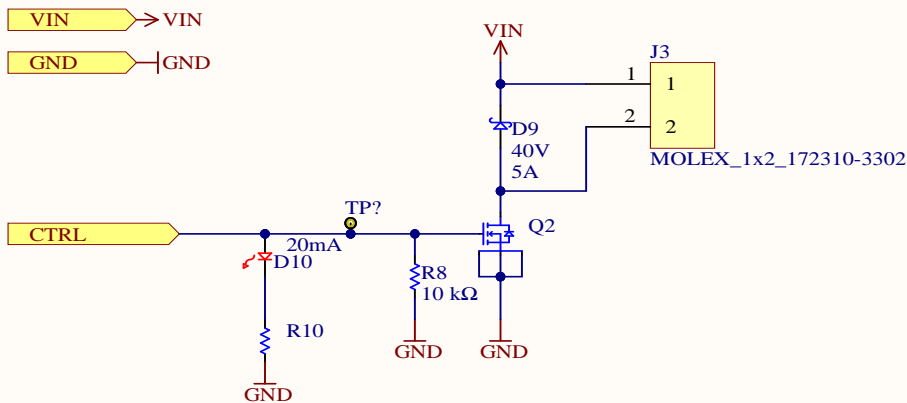 VIN
VIN
GND
GND
VIN
J3
1
1
2
2
MOLEX_1x2_172310-3302
D9
40V
5A
TP?
CTRL
Q2
20mA
D10
R8
10 kΩ
R10
GND
GND
GND